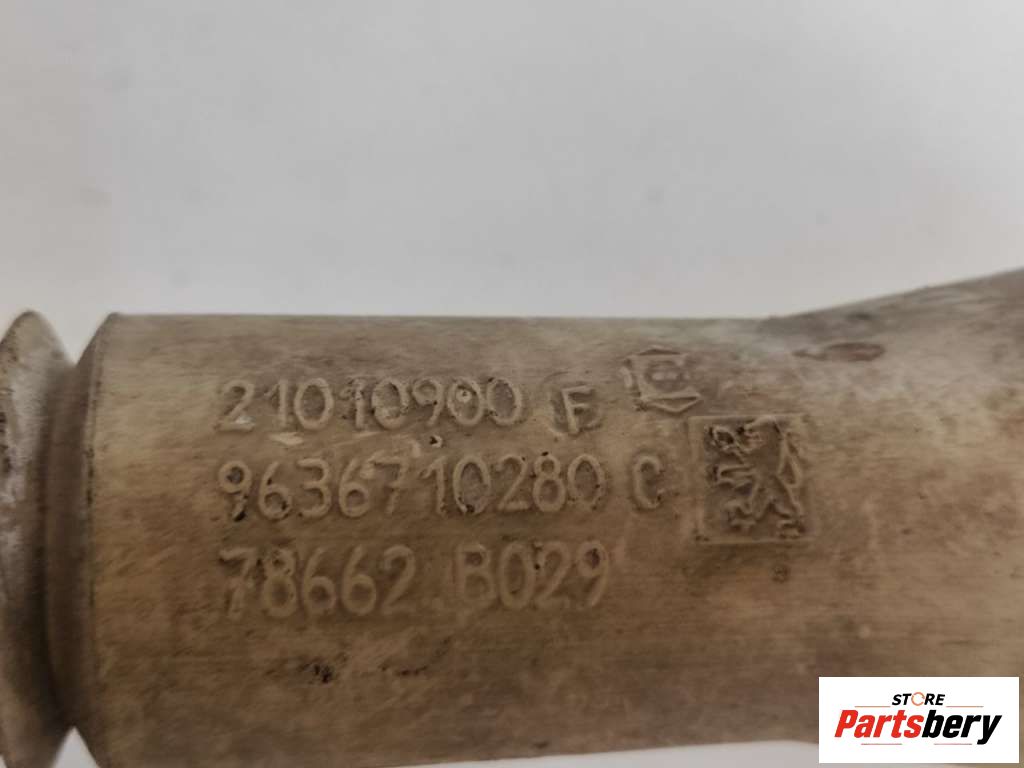 21010900 F
9636710280 C
78662 B029
STORE
Partsbery